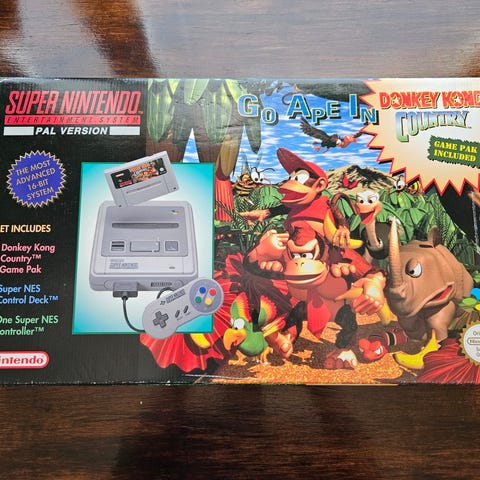 SUPER NINTENDO
ENTERTAINMENT SYSTEM
PAL VERSION
THE MOST
ADVANCED
16-BIT
SYSTEM
ET INCLUDES
Donkey Kong
Country™
Game Pak
Super NES
Control Deck™
One Super NES
Controller™
Nintendo
GO APE IN
DONKEY KONG
COUNTRY
GAME PAK
INCLUDED